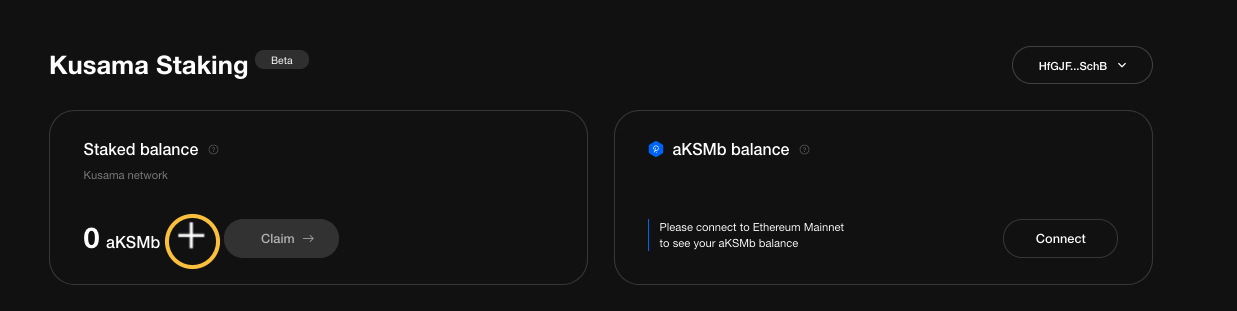 Kusama Staking
Beta
HfGJF...SchB
Staked balance
Kusama network
0 aKSMb
Claim →
aKSMb balance
Please connect to Ethereum Mainnet
to see your aKSMb balance
Connect